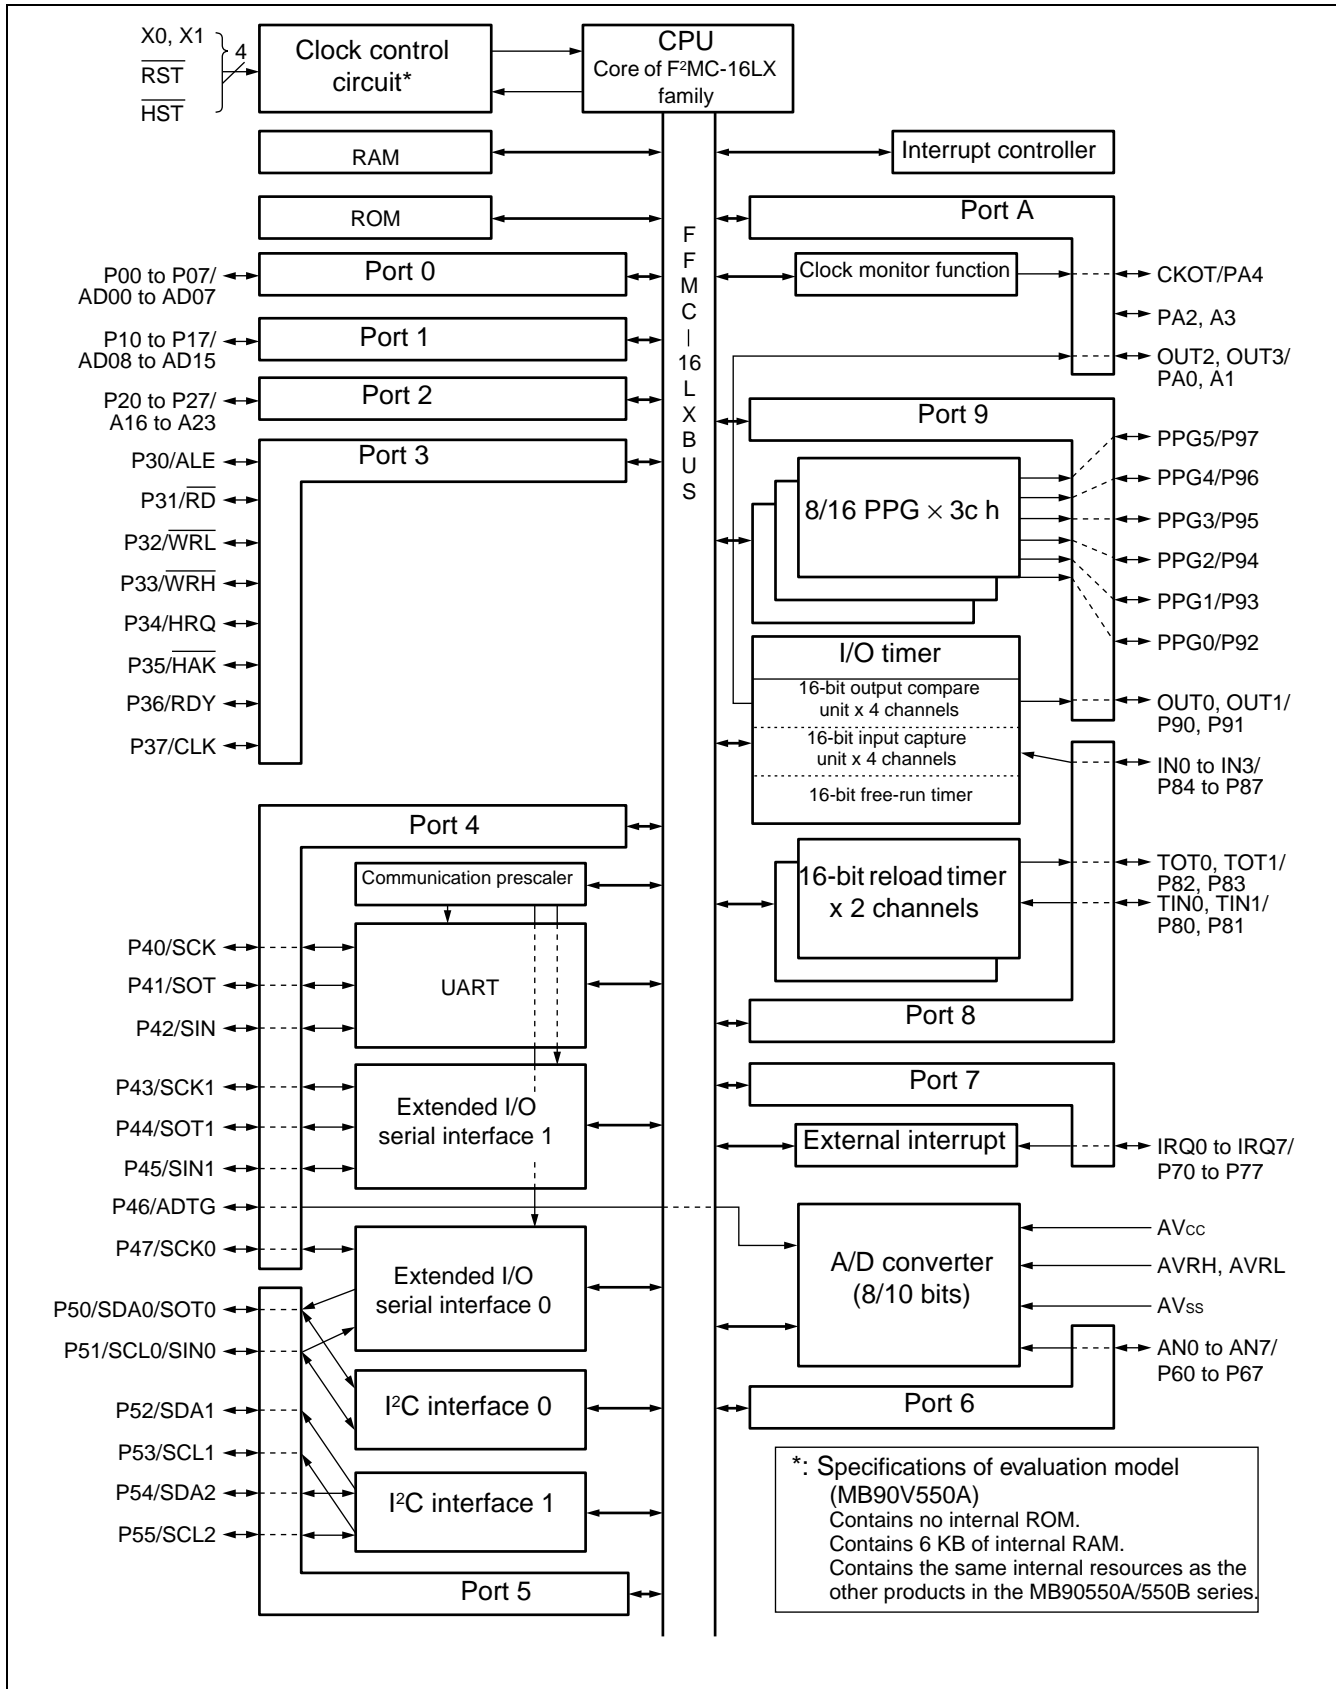 X0, X1
RST
HST
4
Clock control
circuit*
CPU
Core of F²MC-16LX
family
RAM
Interrupt controller
ROM
Port A
Port 0
P00 to P07/
AD00 to AD07
Clock monitor function
CKOT/PA4
PA2, A3
Port 1
P10 to P17/
AD08 to AD15
OUT2, OUT3/
PA0, A1
Port 2
P20 to P27/
A16 to A23
Port 3
P30/ALE
P31/RD
P32/WRL
P33/WRH
P34/HRQ
P35/HAK
P36/RDY
P37/CLK
F
F
M
C
|
16
L
X
B
U
S
Port 9
8/16 PPG × 3c h
PPG5/P97
PPG4/P96
PPG3/P95
PPG2/P94
PPG1/P93
PPG0/P92
I/O timer
16-bit output compare
unit x 4 channels
16-bit input capture
unit x 4 channels
16-bit free-run timer
OUT0, OUT1/
P90, P91
IN0 to IN3/
P84 to P87
Port 4
Communication prescaler
UART
P40/SCK
P41/SOT
P42/SIN
16-bit reload timer
x 2 channels
TOT0, TOT1/
P82, P83
TIN0, TIN1/
P80, P81
Port 8
P43/SCK1
P44/SOT1
P45/SIN1
P46/ADTG
P47/SCK0
Extended I/O
serial interface 1
Port 7
External interrupt
IRQ0 to IRQ7/
P70 to P77
Extended I/O
serial interface 0
P50/SDA0/SOT0
P51/SCL0/SIN0
A/D converter
(8/10 bits)
AVCC
AVRH, AVRL
AVSS
AN0 to AN7/
P60 to P67
Port 6
I²C interface 0
P52/SDA1
P53/SCL1
P54/SDA2
P55/SCL2
I²C interface 1
Port 5
*: Specifications of evaluation model
(MB90V550A)
Contains no internal ROM.
Contains 6 KB of internal RAM.
Contains the same internal resources as the
other products in the MB90550A/550B series.